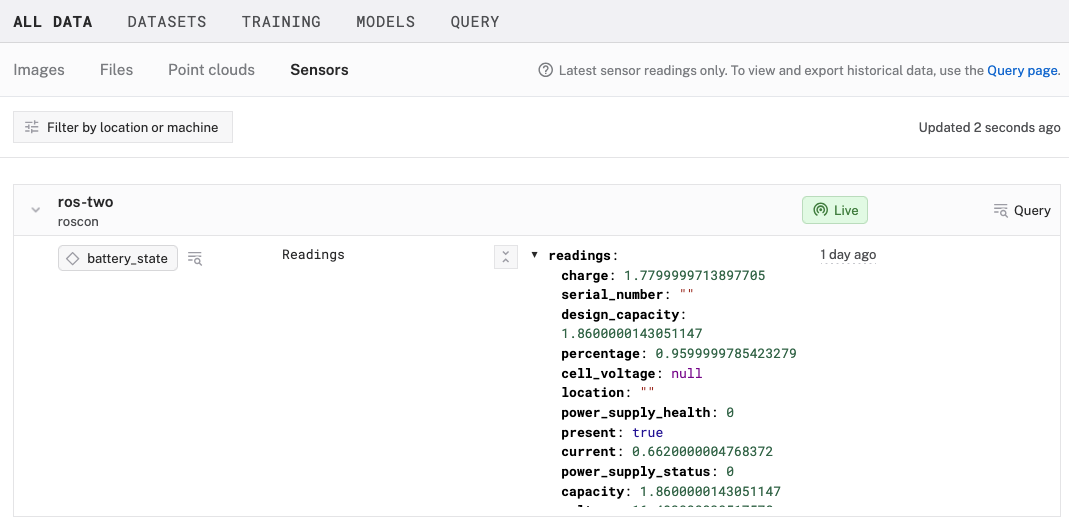 ALL DATA DATASETS TRAINING MODELS QUERY
Images Files Point clouds Sensors Latest sensor readings only. To view and export historical data, use the Query page.
Filter by location or machine Updated 2 seconds ago
ros-two
roscon
Live
Query
battery_state Readings ▼ readings: 1 day ago
charge: 1.7799999713897705
serial_number: ""
design_capacity:
1.8600000143051147
percentage: 0.9599999785423279
cell_voltage: null
location: ""
power_supply_health: 0
present: true
current: 0.6620000004768372
power_supply_status: 0
capacity: 1.8600000143051147